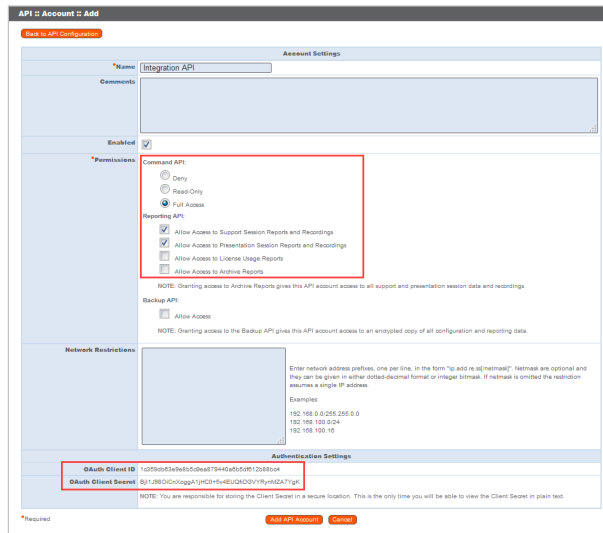 API :: Account :: Add
Back to API Configuration
Account Settings
*Name Integration API
Comments
Enabled
*Permissions
Command API:
Deny
Read-Only
Full Access
Reporting API:
Allow Access to Support Session Reports and Recordings
Allow Access to Presentation Session Reports and Recordings
Allow Access to License Usage Reports
Allow Access to Archive Reports
NOTE: Granting access to Archive Reports gives this API account access to all support and presentation session data and recordings.
Backup API:
Allow Access
NOTE: Granting access to the Backup API gives this API account access to an encrypted copy of all configuration and reporting data.
Network Restrictions
Enter network address prefixes, one per line, in the form "ip.add.re.ss[/netmask]". Netmask are optional and
they can be given in either dotted-decimal format or integer bitmask. If netmask is omitted the restriction
assumes a single IP address.
Examples:
192.168.0.0/255.255.0.0
192.168.100.0/24
192.168.100.16
Authentication Settings
OAuth Client ID
OAuth Client Secret
NOTE: You are responsible for storing the Client Secret in a secure location. This is the only time you will be able to view the Client Secret in plain text.
*Required
Add API Account
Cancel